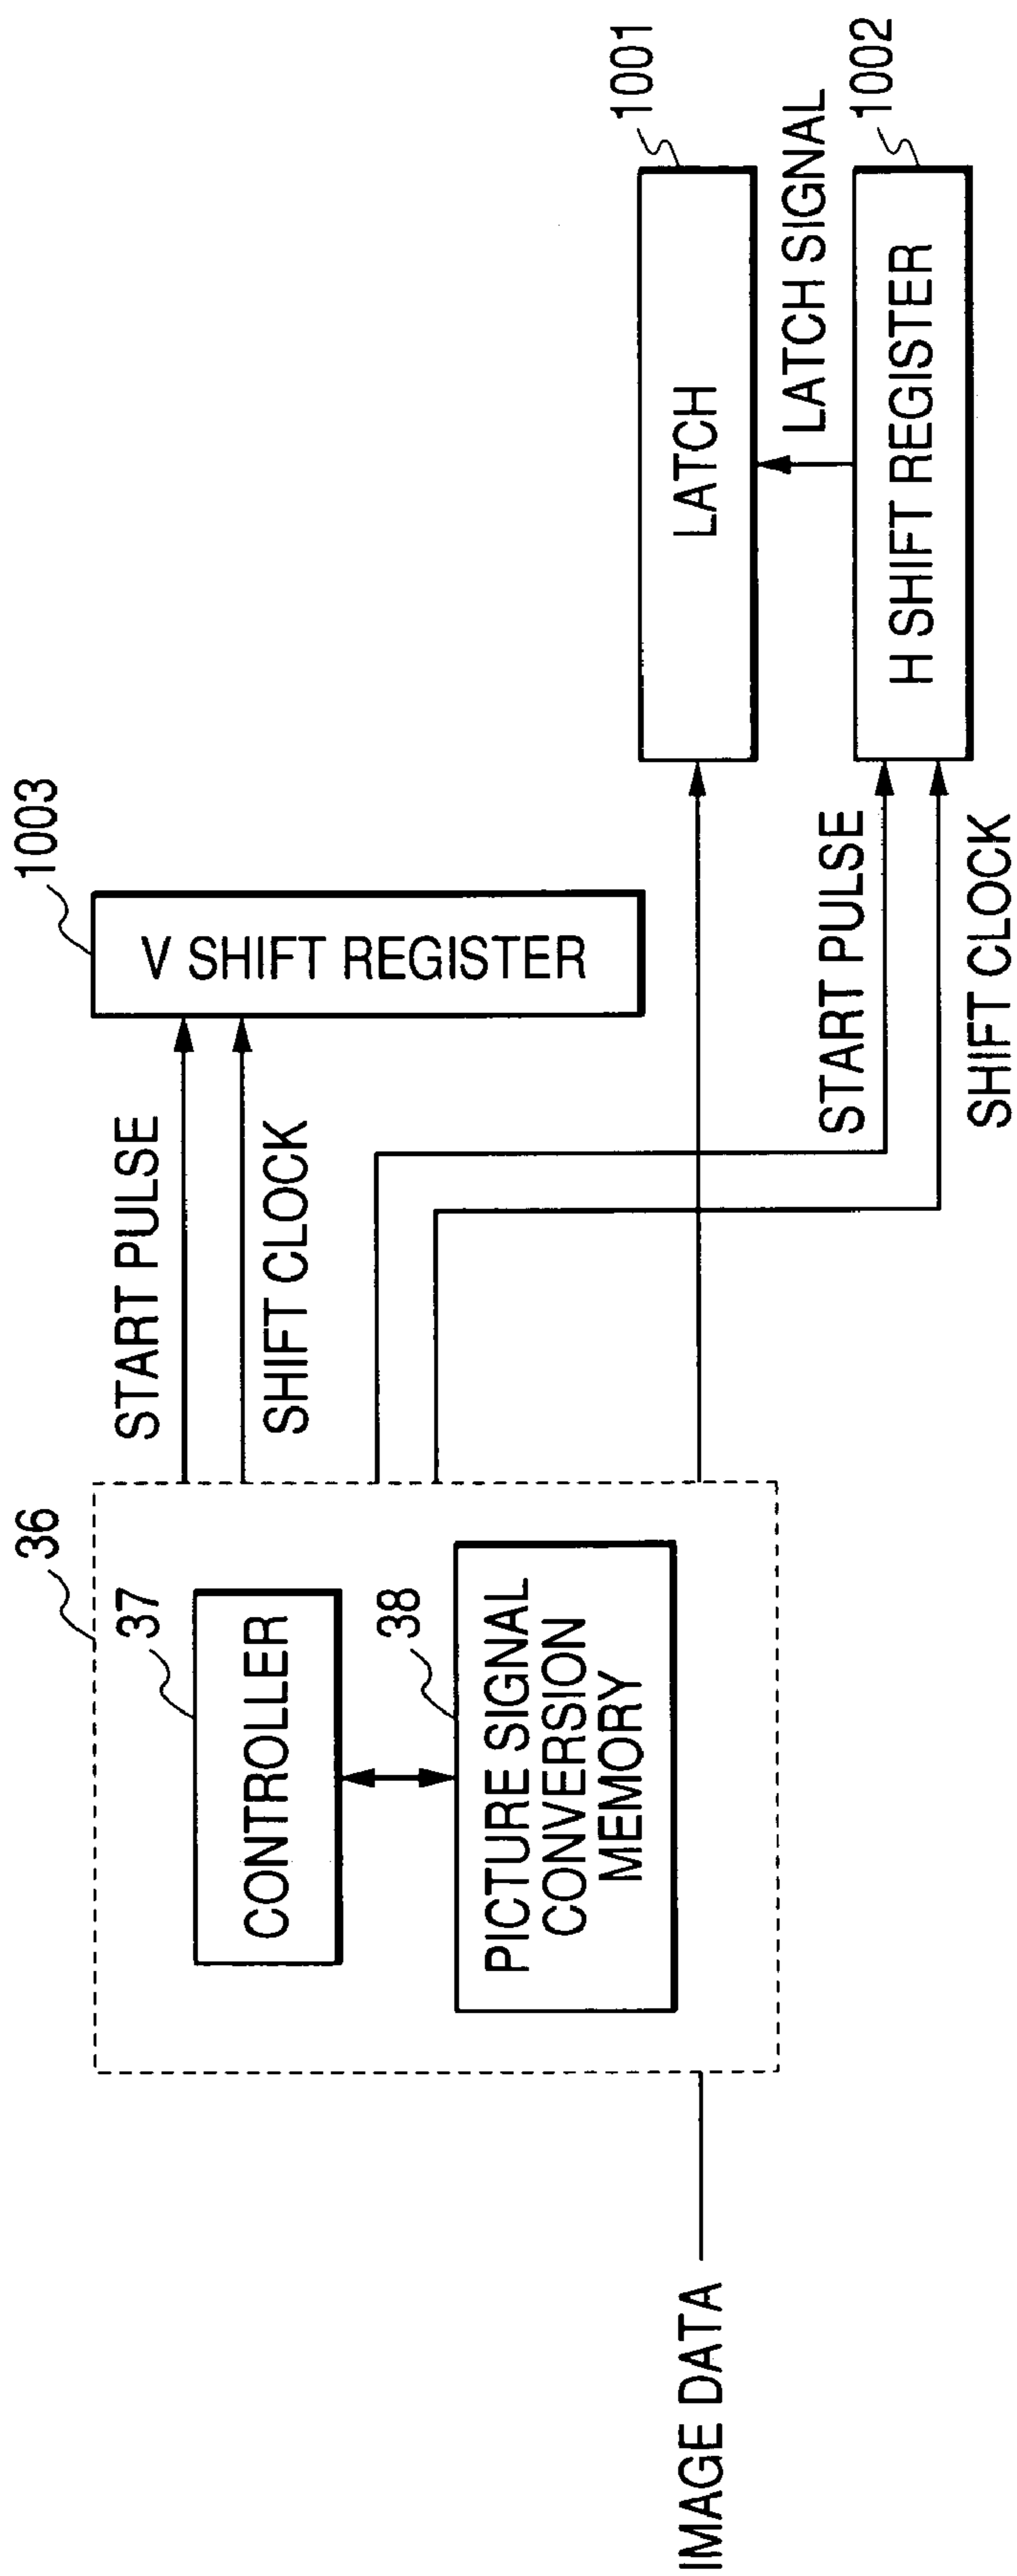 36
37
CONTROLLER
38
PICTURE SIGNAL
CONVERSION
MEMORY
IMAGE DATA
START PULSE
SHIFT CLOCK
1003
V SHIFT REGISTER
1001
LATCH
LATCH SIGNAL
1002
START PULSE
H SHIFT REGISTER
SHIFT CLOCK